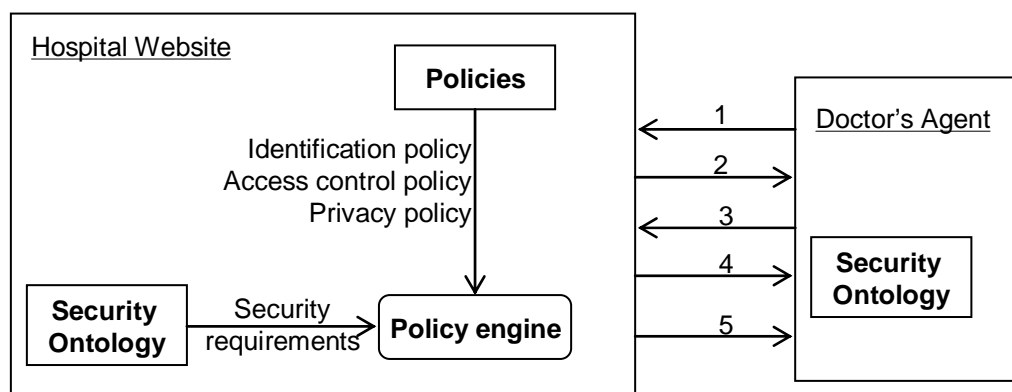 Hospital Website
Policies
Identification policy
Access control policy
Privacy policy
Security
Ontology
Security
requirements
Policy engine
1
2
3
4
5
Doctor's Agent
Security
Ontology